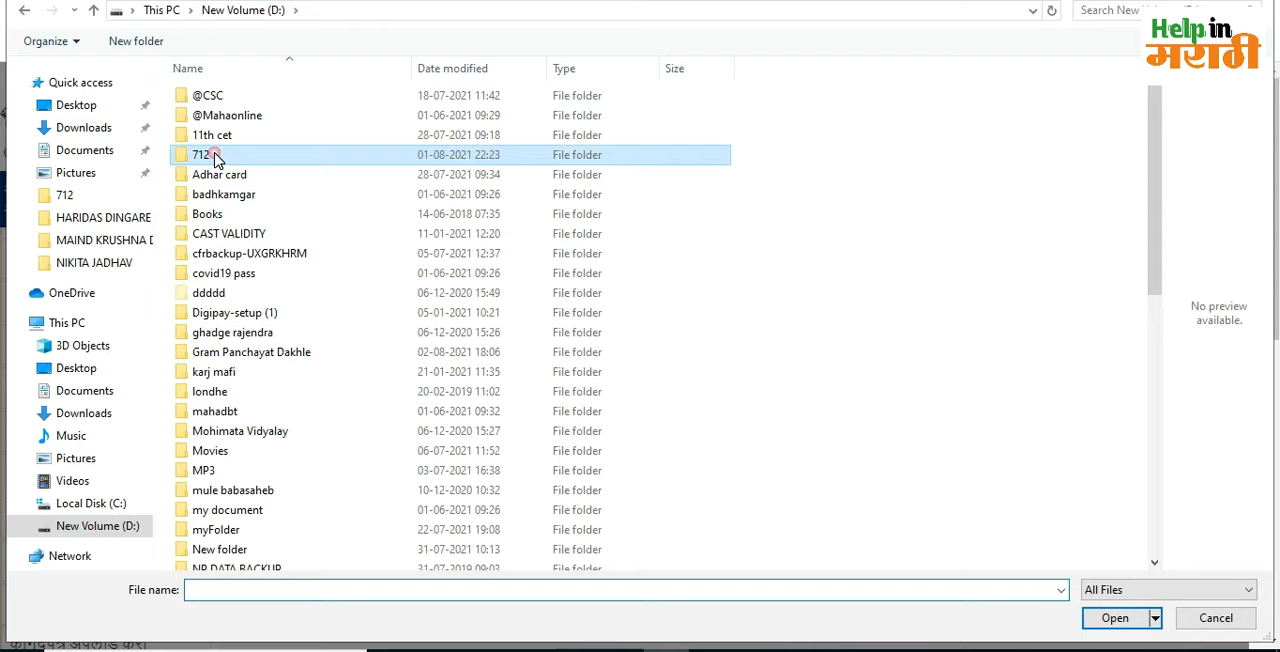 This PC > New Volume (D:) >
Help in
मराठी
Organize
New folder
Name
Date modified
Type
Size
Quick access
Desktop
Downloads
Documents
Pictures
712
HARIDAS DINGARE
MAIND KRUSHNA D
NIKITA JADHAV
OneDrive
This PC
3D Objects
Desktop
Documents
Downloads
Music
Pictures
Videos
Local Disk (C:)
New Volume (D:)
Network
@CSC 18-07-2021 11:42 File folder
@Mahaonline 01-06-2021 09:29 File folder
11th cet 28-07-2021 09:18 File folder
712 01-08-2021 22:23 File folder
Adhar card 28-07-2021 09:34 File folder
badhkamgar 01-06-2021 09:26 File folder
Books 14-06-2018 07:35 File folder
CAST VALIDITY 11-01-2021 12:20 File folder
cfrbackup-UXGRKHRM 05-07-2021 12:37 File folder
covid19 pass 01-06-2021 09:26 File folder
ddddd 06-12-2020 15:49 File folder
Digipay-setup (1) 05-01-2021 10:21 File folder
ghadge rajendra 06-12-2020 15:26 File folder
Gram Panchayat Dakhle 02-08-2021 18:06 File folder
karj mafi 21-01-2021 11:35 File folder
londhe 20-02-2019 11:02 File folder
mahadbt 01-06-2021 09:32 File folder
Mohimata Vidyalay 06-12-2020 15:27 File folder
Movies 06-07-2021 11:52 File folder
MP3 03-07-2021 16:38 File folder
mule babasaheb 10-12-2020 10:32 File folder
my document 01-06-2021 09:26 File folder
myFolder 22-07-2021 19:08 File folder
New folder 31-07-2021 10:13 File folder
NP DATA BACKUP 31-07-2019 09:03 File folder
No preview
available.
File name:
All Files
Open
Cancel